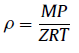 ρ = MP / ZRT